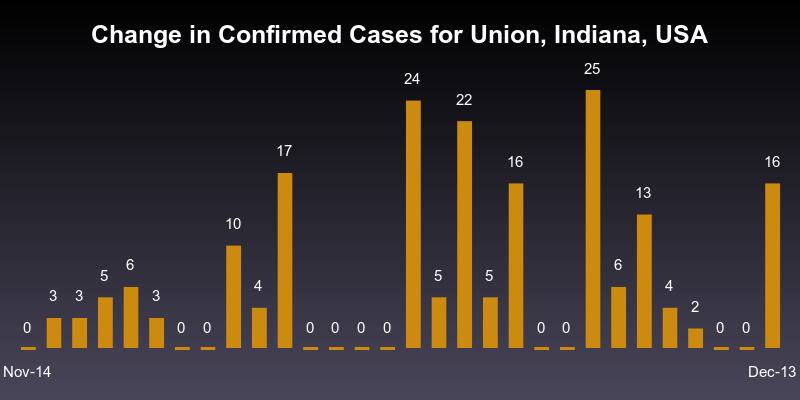 Change in Confirmed Cases for Union, Indiana, USA
0 3 3 5 6 3 0 0 10 4 17 0 0 0 0 24 5 22 5 16 0 0 25 6 13 4 2 0 0 16
Nov-14 Dec-13